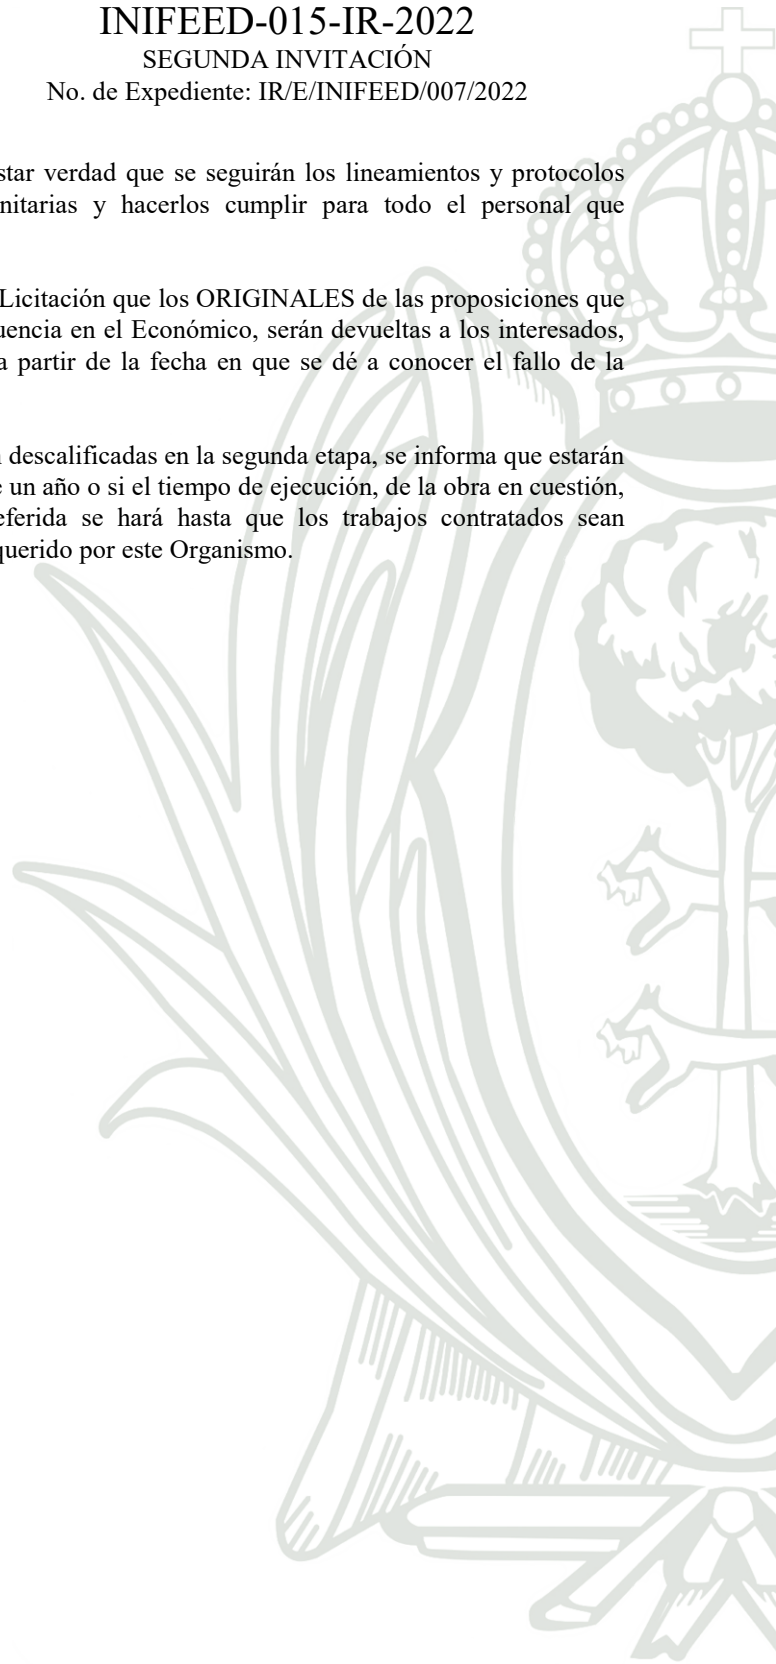 INIFEED-015-IR-2022
SEGUNDA INVITACIÓN
No. de Expediente: IR/E/INIFEED/007/2022
star verdad que se seguirán los lineamientos y protocolos
nitarias y hacerlos cumplir para todo el personal que
Licitación que los ORIGINALES de las proposiciones que
uencia en el Económico, serán devueltas a los interesados,
a partir de la fecha en que se dé a conocer el fallo de la
descalificadas en la segunda etapa, se informa que estarán
un año o si el tiempo de ejecución, de la obra en cuestión,
eferida se hará hasta que los trabajos contratados sean
querido por este Organismo.